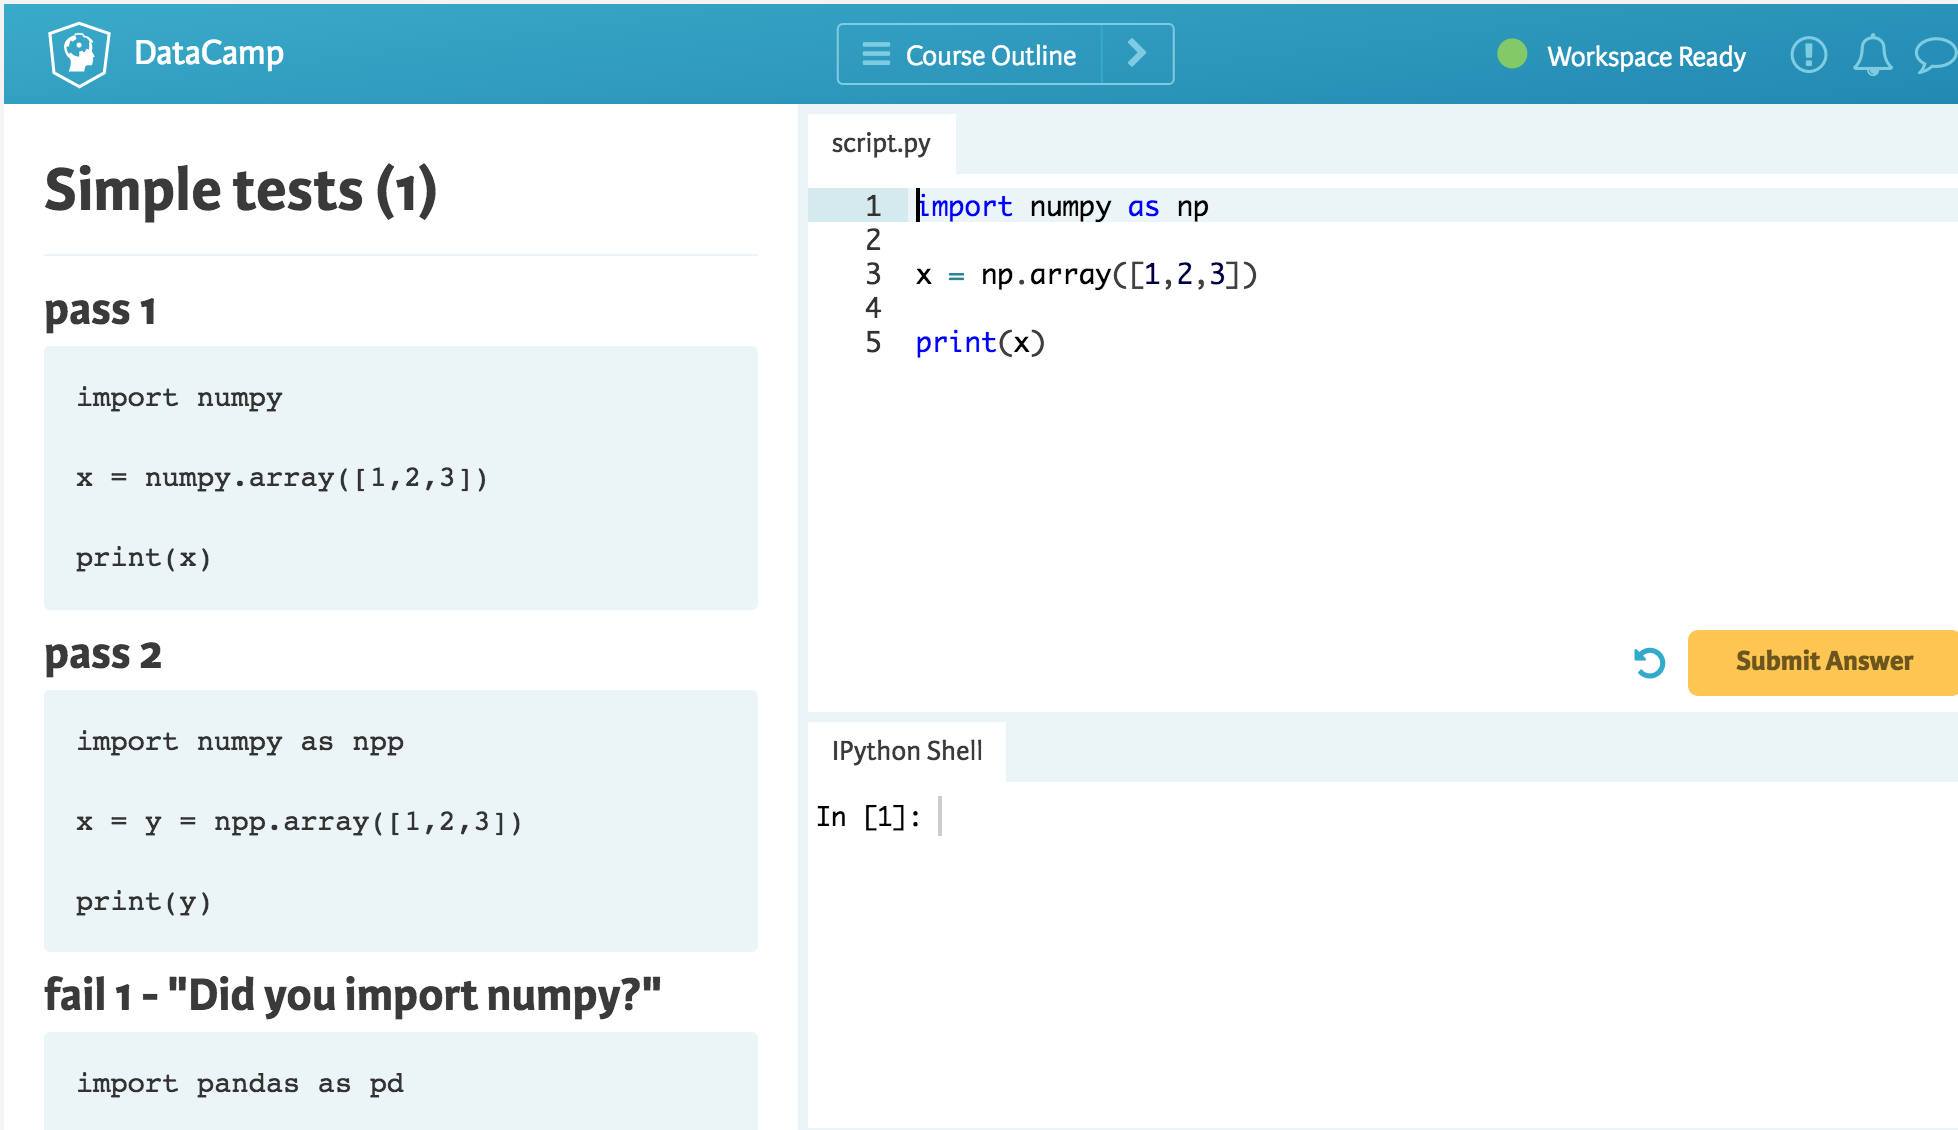 DataCamp
Course Outline
Workspace Ready
Simple tests (1)
pass 1
import numpy
x = numpy.array([1,2,3])
print(x)
pass 2
import numpy as npp
x = y = npp.array([1,2,3])
print(y)
fail 1 - "Did you import numpy?"
import pandas as pd
script.py
1 import numpy as np
2
3 x = np.array([1,2,3])
4
5 print(x)
Submit Answer
IPython Shell
In [1]: